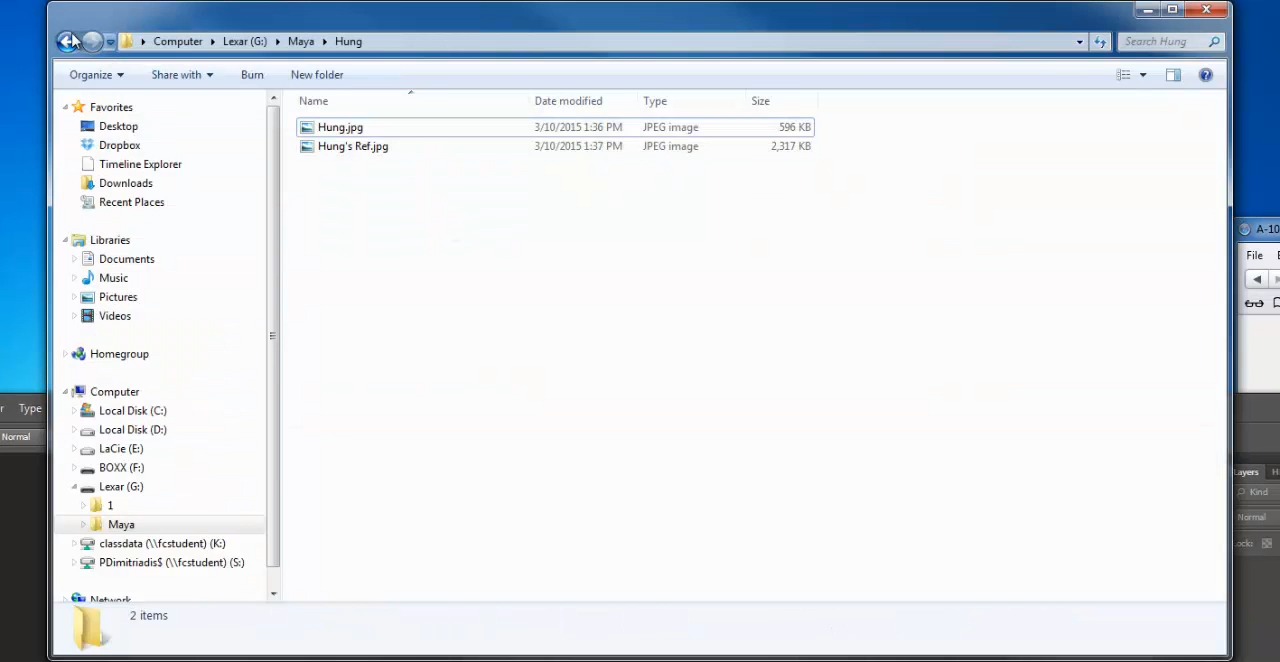 Computer Lexar (G:) Maya Hung Search Hung
Organize Share with Burn New folder
Name Date modified Type Size
Hung.jpg 3/10/2015 1:36 PM JPEG image 596 KB
Hung's Ref.jpg 3/10/2015 1:37 PM JPEG image 2,317 KB
Favorites
Desktop
Dropbox
Timeline Explorer
Downloads
Recent Places
Libraries
Documents
Music
Pictures
Videos
Homegroup
Computer
Local Disk (C:)
Local Disk (D:)
LaCie (E:)
BOXX (F:)
Lexar (G:)
1
Maya
classdata (\\fcstudent) (K:)
PDimitriadis$ (\\fcstudent) (S:)
Network
2 items
r Type
Normal
A-10
File E
Layers
Kind
Normal